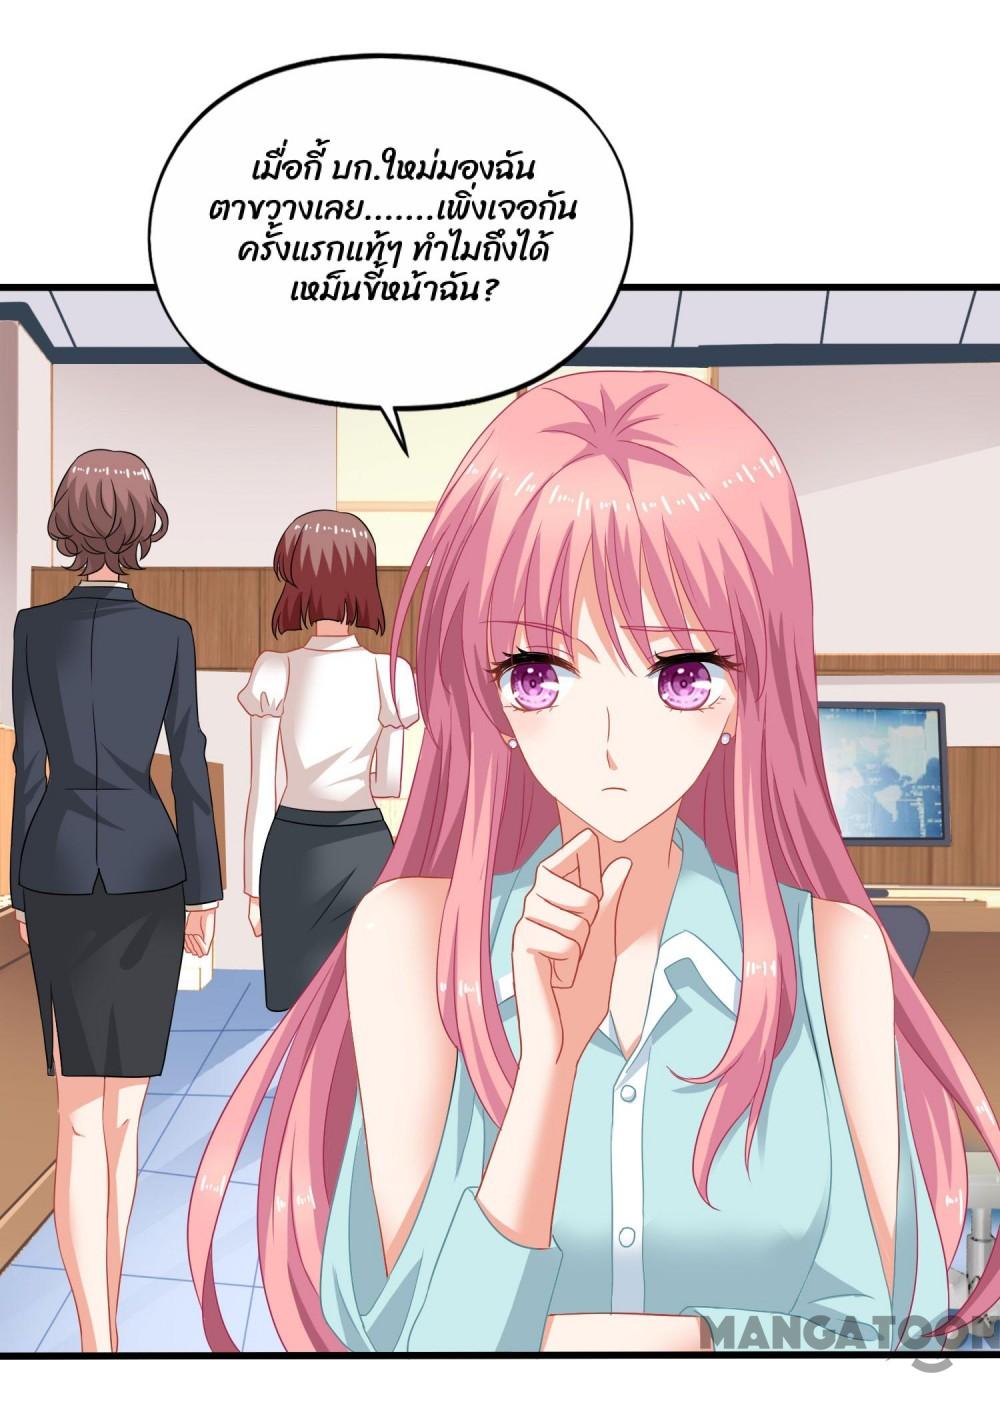 เมื่อกี้ บก.ใหม่มองฉัน
ตาขวางเลย.......เพิ่งเจอกัน
ครั้งแรกแท้ๆ ทำไมถึงได้
เหม็นขี้หน้าฉัน?
MANGATOON